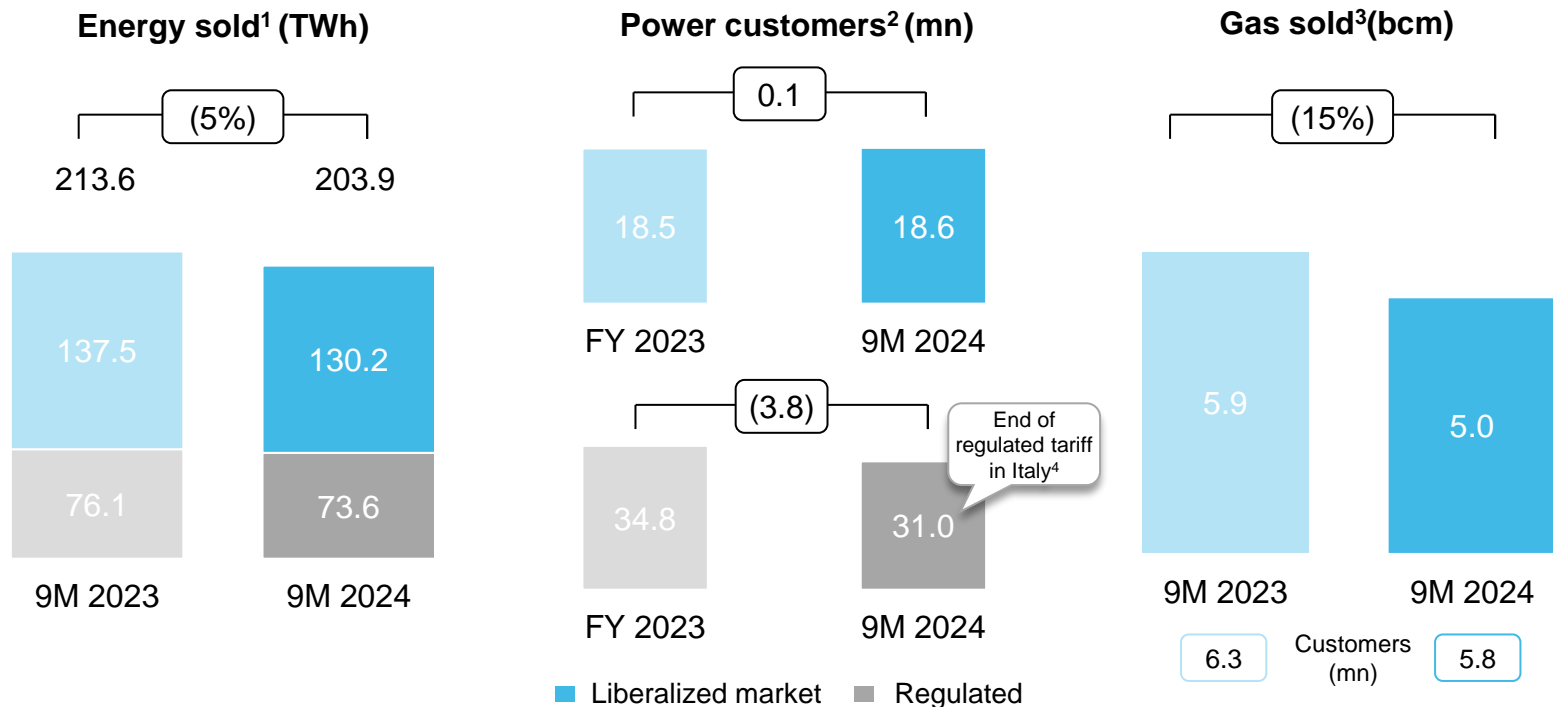 Energy sold¹ (TWh)
(5%)
213.6
203.9
137.5
130.2
76.1
73.6
9M 2023
9M 2024
Power customers² (mn)
0.1
18.5
18.6
FY 2023
9M 2024
(3.8)
End of
regulated tariff
in Italy⁴
34.8
31.0
FY 2023
9M 2024
Liberalized market
Regulated
Gas sold³(bcm)
(15%)
5.9
5.0
9M 2023
9M 2024
6.3
Customers
(mn)
5.8